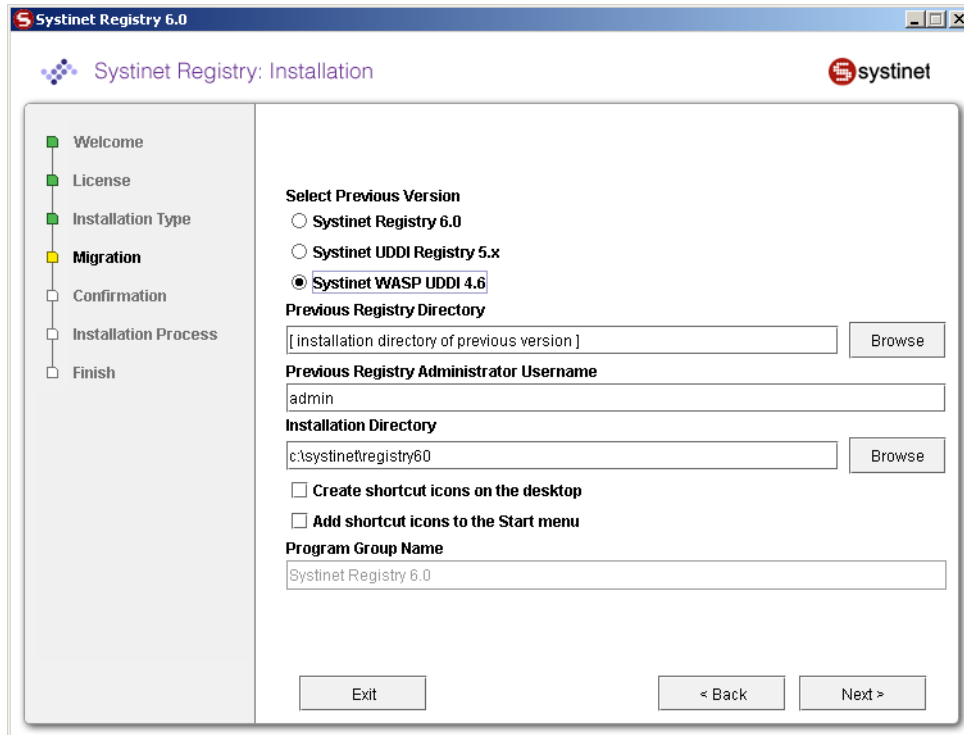 Systinet Registry 6.0
Systinet Registry: Installation
systinet
Welcome
License
Installation Type
Migration
Confirmation
Installation Process
Finish
Select Previous Version
Systinet Registry 6.0
Systinet UDDI Registry 5.x
Systinet WASP UDDI 4.6
Previous Registry Directory
[ installation directory of previous version ]
Browse
Previous Registry Administrator Username
admin
Installation Directory
c:\systinet\registry60
Browse
Create shortcut icons on the desktop
Add shortcut icons to the Start menu
Program Group Name
Systinet Registry 6.0
Exit
< Back
Next >